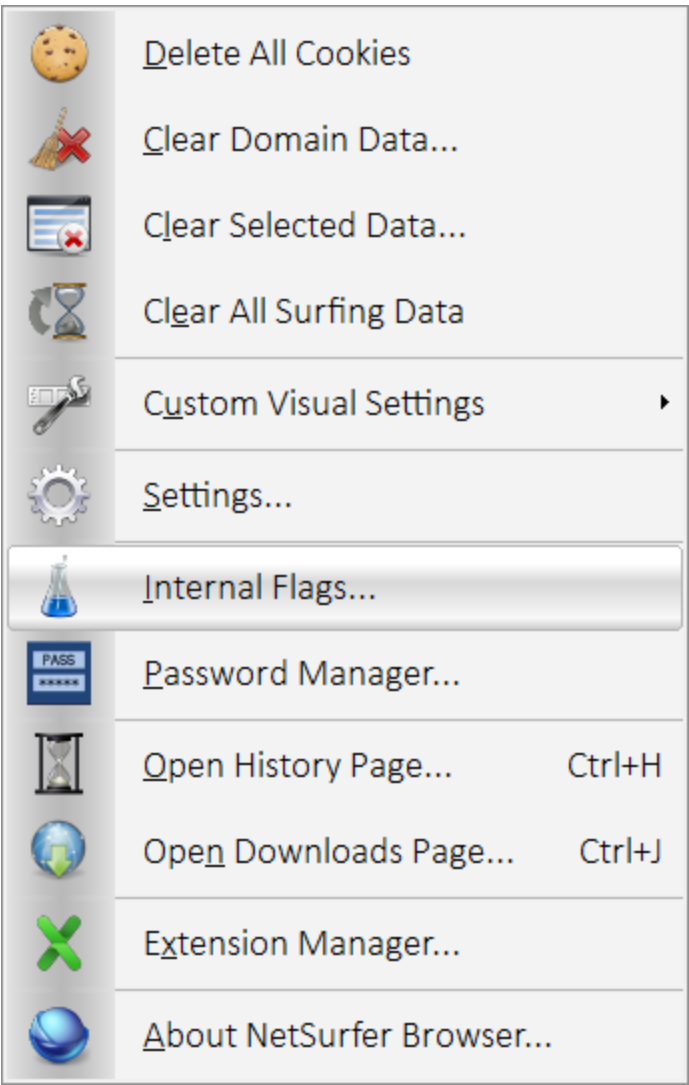 Delete All Cookies
Clear Domain Data...
Clear Selected Data...
Clear All Surfing Data
Custom Visual Settings
Settings...
Internal Flags...
PASS
*****
Password Manager...
Open History Page... Ctrl+H
Open Downloads Page... Ctrl+J
Extension Manager...
About NetSurfer Browser...